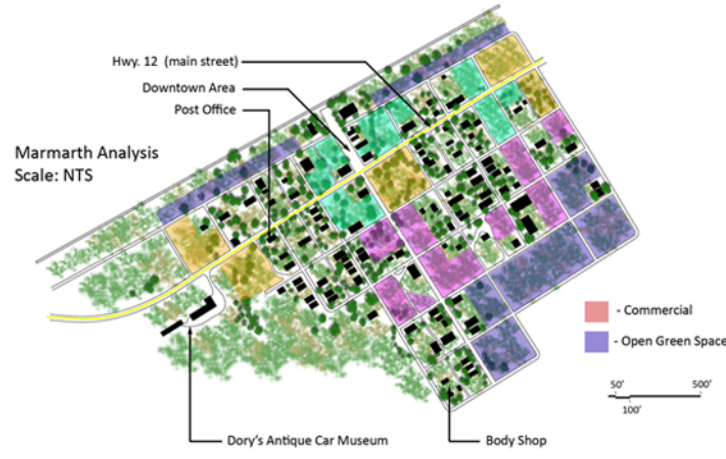 Hwy. 12 (main street)
Downtown Area
Post Office
Marmarth Analysis
Scale: NTS
- Commercial
- Open Green Space
50' 500'
100'
Dory's Antique Car Museum
Body Shop